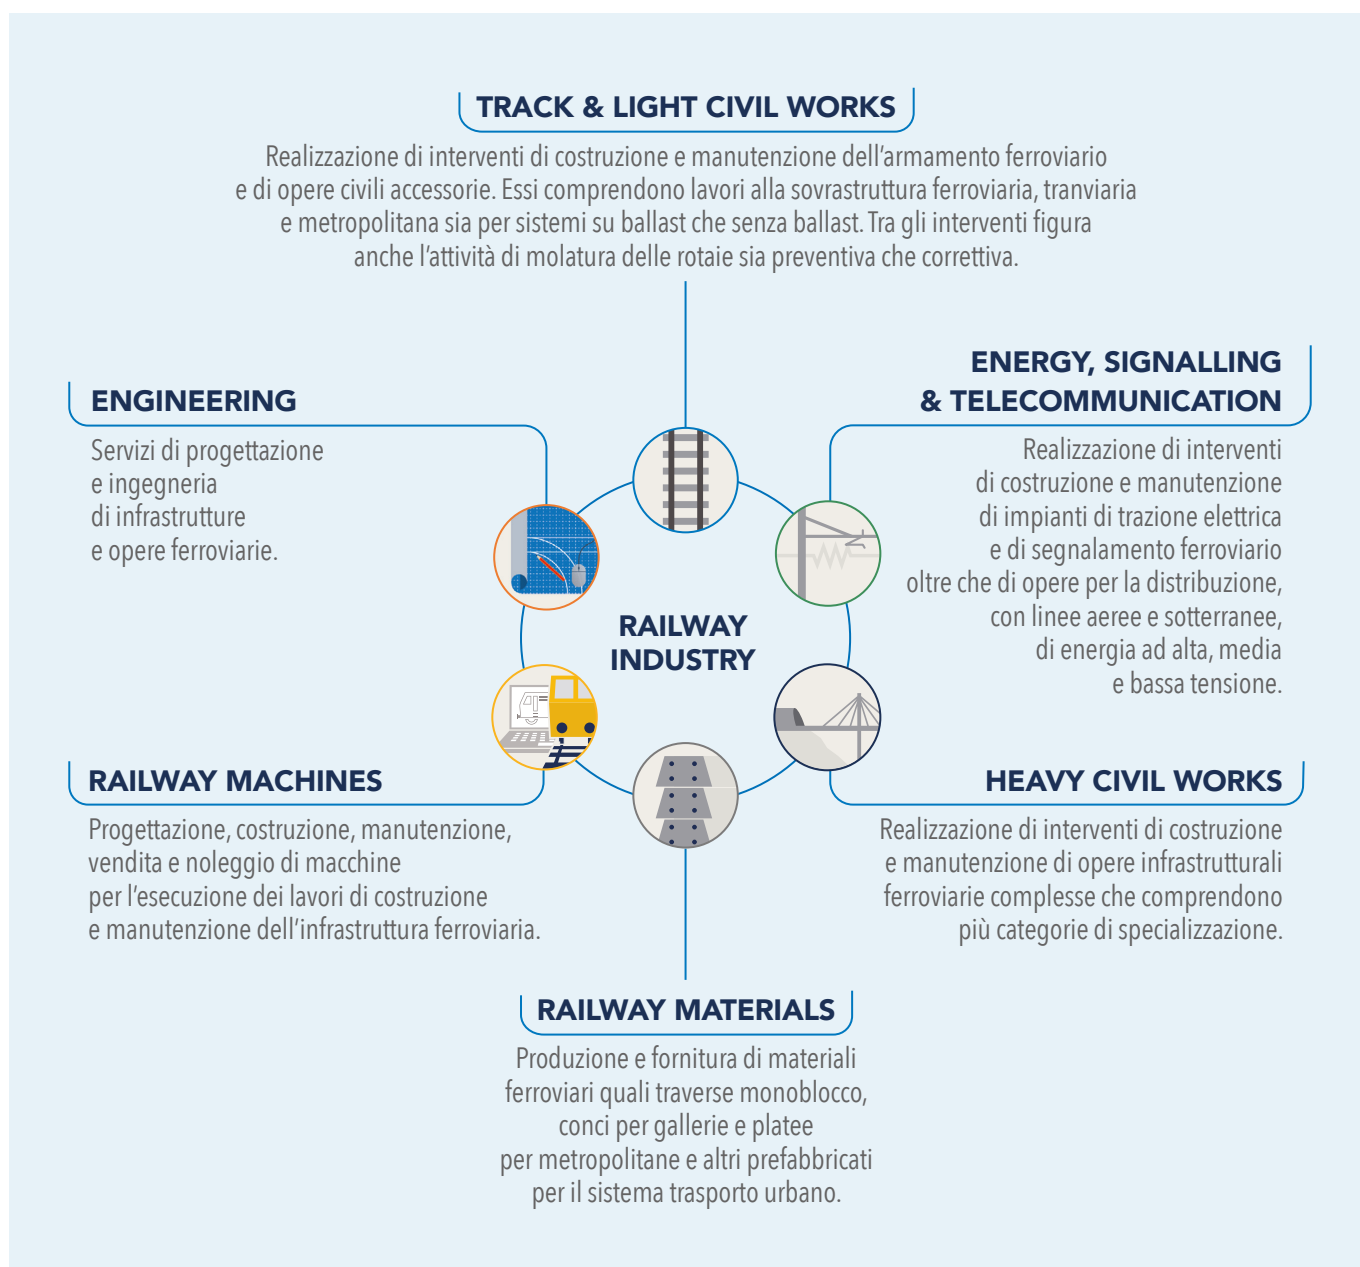 TRACK & LIGHT CIVIL WORKS
Realizzazione di interventi di costruzione e manutenzione dell'armamento ferroviario
e di opere civili accessorie. Essi comprendono lavori alla sovrastruttura ferroviaria, tranviaria
e metropolitana sia per sistemi su ballast che senza ballast. Tra gli interventi figura
anche l'attività di molatura delle rotaie sia preventiva che correttiva.
ENGINEERING
Servizi di progettazione
e ingegneria
di infrastrutture
e opere ferroviarie.
ENERGY, SIGNALLING
& TELECOMMUNICATION
Realizzazione di interventi
di costruzione e manutenzione
di impianti di trazione elettrica
e di segnalamento ferroviario
oltre che di opere per la distribuzione,
con linee aeree e sotterranee,
di energia ad alta, media
e bassa tensione.
RAILWAY
INDUSTRY
RAILWAY MACHINES
Progettazione, costruzione, manutenzione,
vendita e noleggio di macchine
per l'esecuzione dei lavori di costruzione
e manutenzione dell'infrastruttura ferroviaria.
HEAVY CIVIL WORKS
Realizzazione di interventi di costruzione
e manutenzione di opere infrastrutturali
ferroviarie complesse che comprendono
più categorie di specializzazione.
RAILWAY MATERIALS
Produzione e fornitura di materiali
ferroviari quali traverse monoblocco,
conci per gallerie e platee
per metropolitane e altri prefabbricati
per il sistema trasporto urbano.